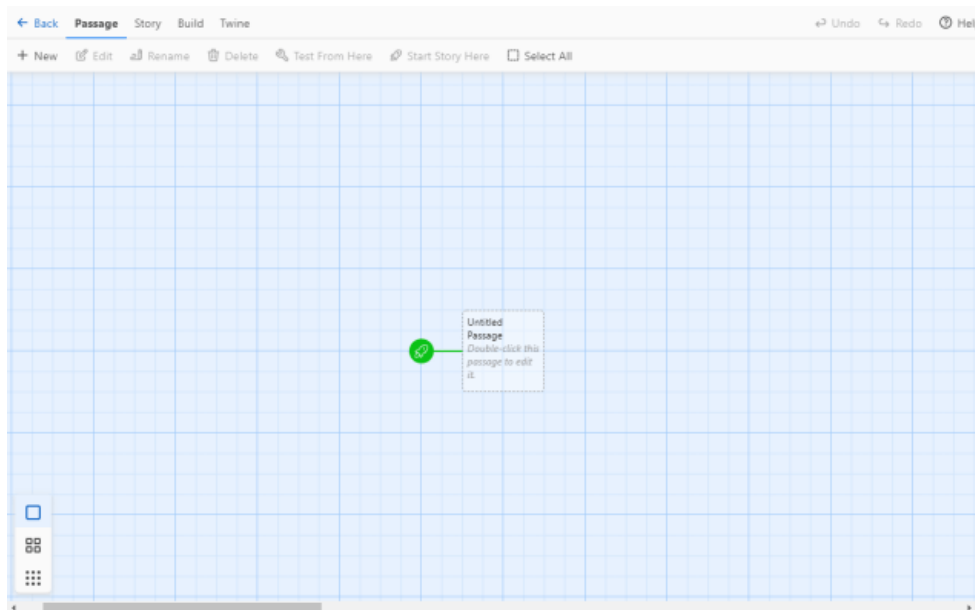 ← Back Passage Story Build Twine Undo Redo Hel
+ New Edit Rename Delete Test From Here Start Story Here Select All
Untitled
Passage
Double-click this
passage to edit
it.